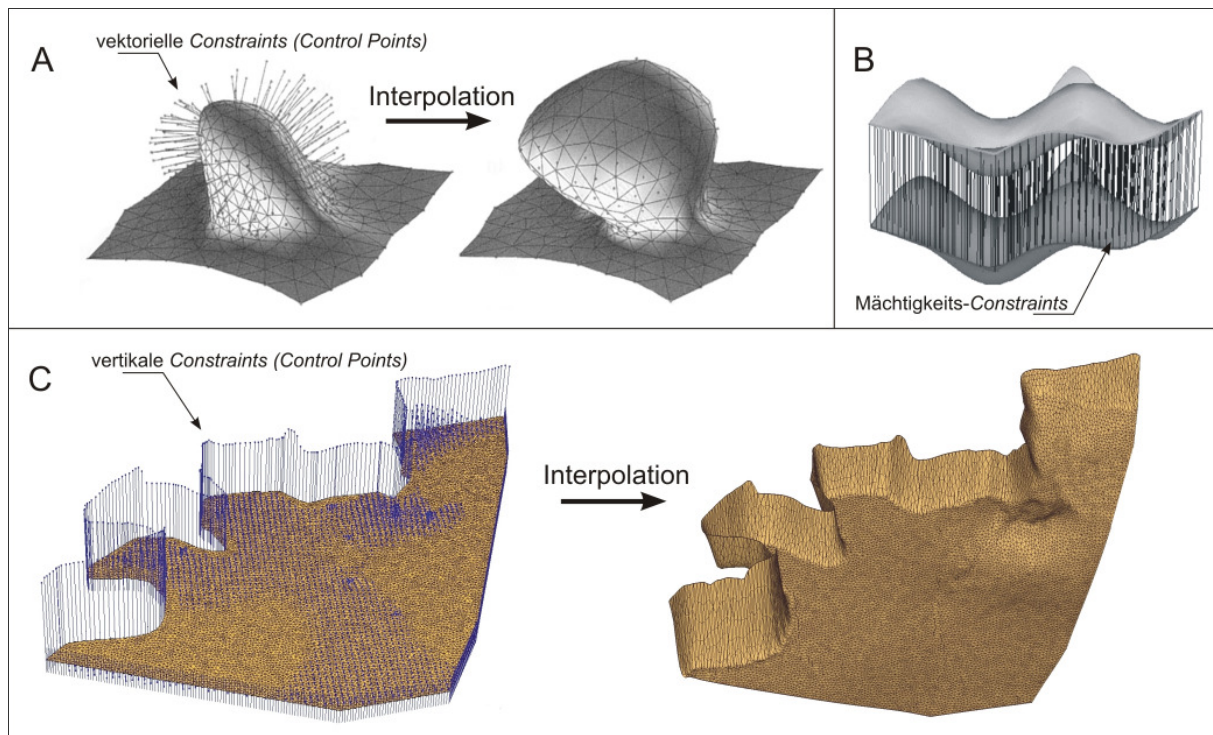 A
vektorielle Constraints (Control Points)
Interpolation
B
Mächtigkeits-Constraints
C
vertikale Constraints (Control Points)
Interpolation